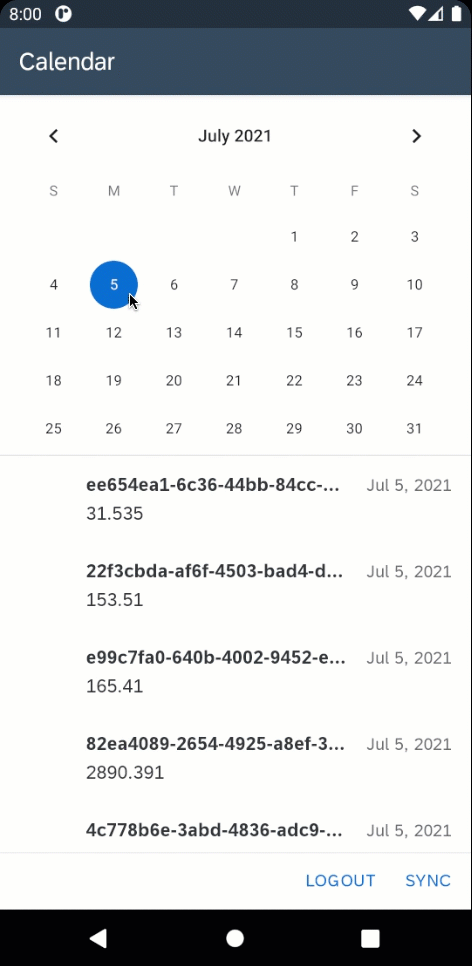 8:00
Calendar
July 2021
S M T W T F S
1 2 3
4 5 6 7 8 9 10
11 12 13 14 15 16 17
18 19 20 21 22 23 24
25 26 27 28 29 30 31
ee654ea1-6c36-44bb-84cc-... Jul 5, 2021
31.535
22f3cbda-af6f-4503-bad4-d... Jul 5, 2021
153.51
e99c7fa0-640b-4002-9452-e... Jul 5, 2021
165.41
82ea4089-2654-4925-a8ef-3... Jul 5, 2021
2890.391
4c778b6e-3abd-4836-adc9-... Jul 5, 2021
LOGOUT SYNC